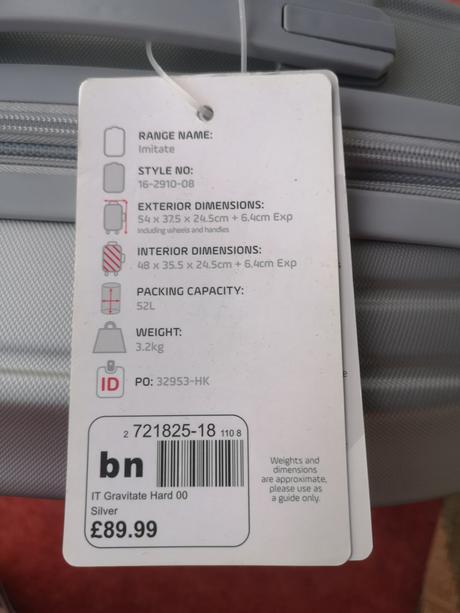 RANGE NAME:
Imitate
STYLE NO:
16-2910-08
EXTERIOR DIMENSIONS:
54 x 37.5 x 24.5cm + 6.4cm Exp
Including wheels and handles
INTERIOR DIMENSIONS:
48 x 35.5 x 24.5cm + 6.4cm Exp
PACKING CAPACITY:
52L
WEIGHT:
3.2kg
ID
PO: 32953-HK
2 721825-18 110 8
bn
IT Gravitate Hard 00
Silver
£89.99
Weights and
dimensions
are approximate,
please use as
a guide only.